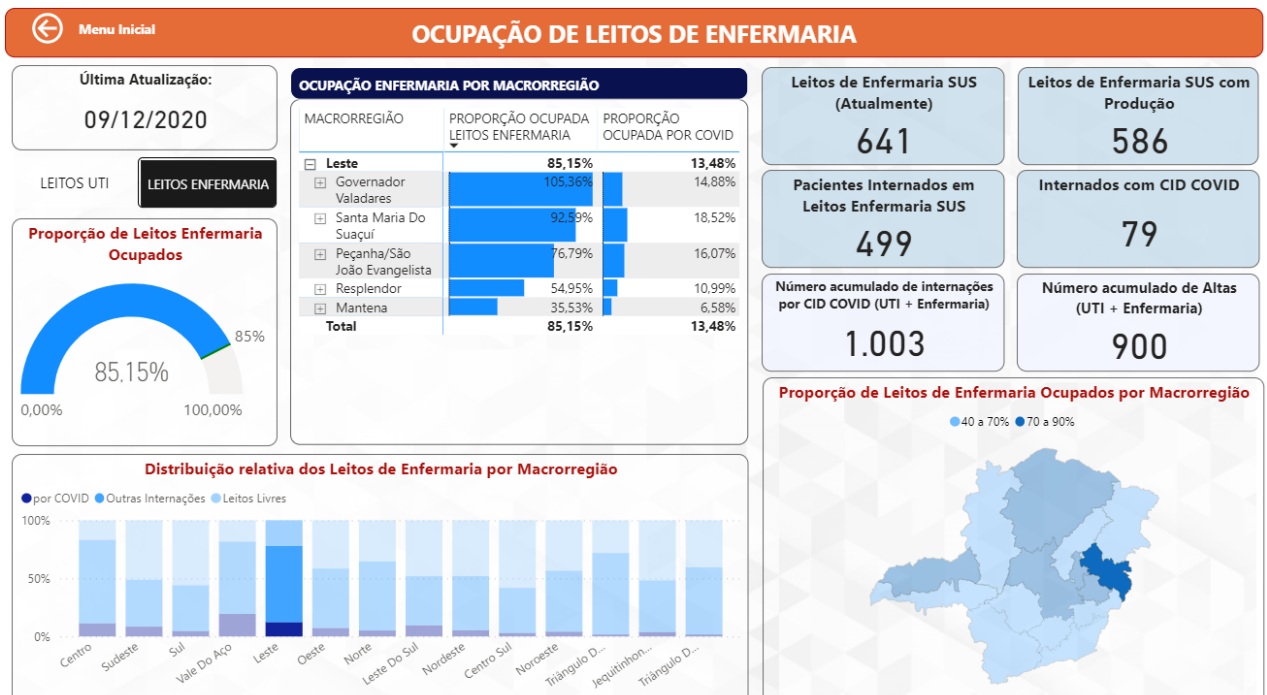 Menu Inicial
OCUPAÇÃO DE LEITOS DE ENFERMARIA
Última Atualização:
09/12/2020
LEITOS UTI
LEITOS ENFERMARIA
Proporção de Leitos Enfermaria
Ocupados
85%
85,15%
0,00%
100,00%
OCUPAÇÃO ENFERMARIA POR MACRORREGIÃO
MACRORREGIÃO
PROPORÇÃO OCUPADA
LEITOS ENFERMARIA
PROPORÇÃO
OCUPADA POR COVID
Leste 85,15% 13,48%
Governador
Valadares
105,36% 14,88%
Santa Maria Do
Suaçuí
92,59% 18,52%
Peçanha/São
João Evangelista
76,79% 16,07%
Resplendor 54,95% 10,99%
Mantena 35,53% 6,58%
Total 85,15% 13,48%
Leitos de Enfermaria SUS
(Atualmente)
641
Leitos de Enfermaria SUS com
Produção
586
Pacientes Internados em
Leitos Enfermaria SUS
499
Internados com CID COVID
79
Número acumulado de internações
por CID COVID (UTI + Enfermaria)
1.003
Número acumulado de Altas
(UTI + Enfermaria)
900
Distribuição relativa dos Leitos de Enfermaria por Macrorregião
por COVID Outras Internações Leitos Livres
100%
50%
0%
Centro
Sudeste
Sul
Vale Do Aço
Leste
Oeste
Norte
Leste Do Sul
Nordeste
Centro Sul
Noroeste
Triângulo D...
Jequitinhon...
Triângulo D...
Proporção de Leitos de Enfermaria Ocupados por Macrorregião
40 a 70% 70 a 90%